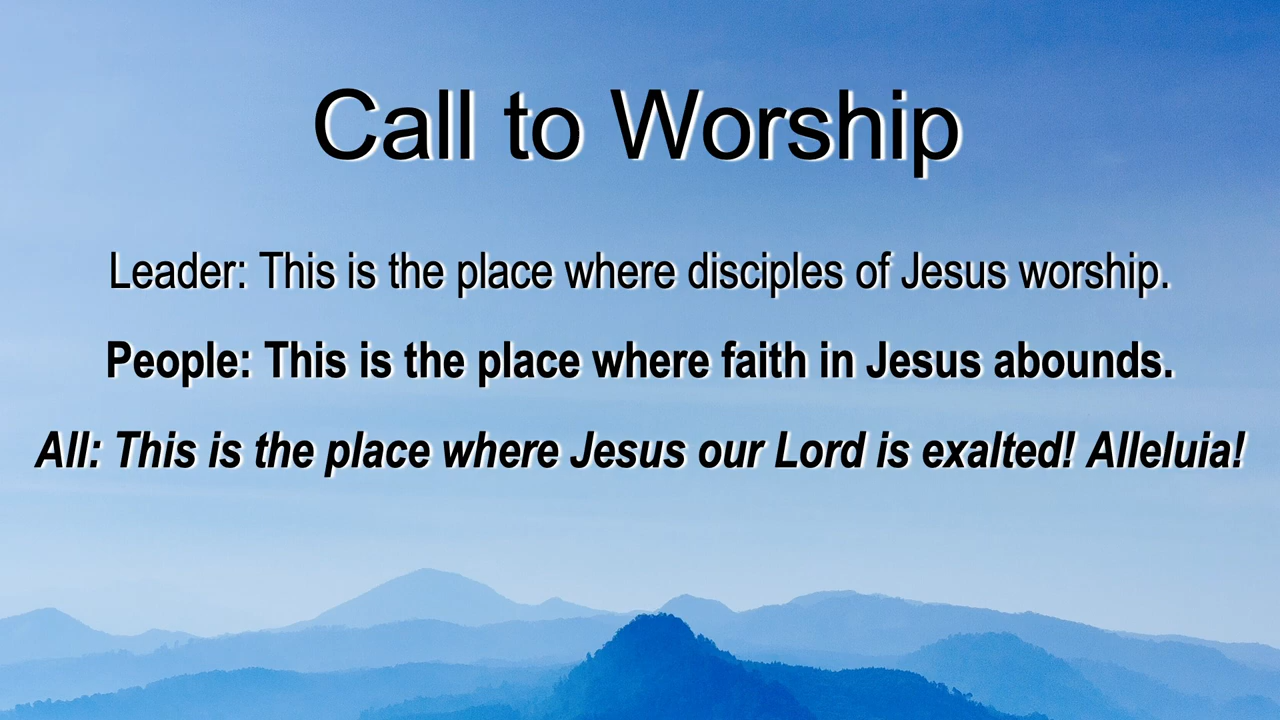 Call to Worship
Leader: This is the place where disciples of Jesus worship.
People: This is the place where faith in Jesus abounds.
All: This is the place where Jesus our Lord is exalted! Alleluia!